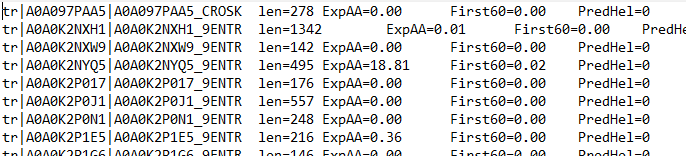 tr|A0A097PAA5|A0A097PAA5_CROSK len=278 ExpAA=0.00 First60=0.00 PredHel=0
tr|A0A0K2NXH1|A0A0K2NXH1_9ENTR len=1342 ExpAA=0.01 First60=0.00 PredHe
tr|A0A0K2NXW9|A0A0K2NXW9_9ENTR len=142 ExpAA=0.00 First60=0.00 PredHel=0
tr|A0A0K2NYQ5|A0A0K2NYQ5_9ENTR len=495 ExpAA=18.81 First60=0.02 PredHel=0
tr|A0A0K2P017|A0A0K2P017_9ENTR len=176 ExpAA=0.00 First60=0.00 PredHel=0
tr|A0A0K2P0J1|A0A0K2P0J1_9ENTR len=557 ExpAA=0.00 First60=0.00 PredHel=0
tr|A0A0K2P0N1|A0A0K2P0N1_9ENTR len=248 ExpAA=0.00 First60=0.00 PredHel=0
tr|A0A0K2P1E5|A0A0K2P1E5_9ENTR len=216 ExpAA=0.36 First60=0.00 PredHel=0
tr|A0A0K2P1G6|A0A0K2P1G6_9ENTR len=146 ExpAA=0.00 First60=0.00 PredHel=0